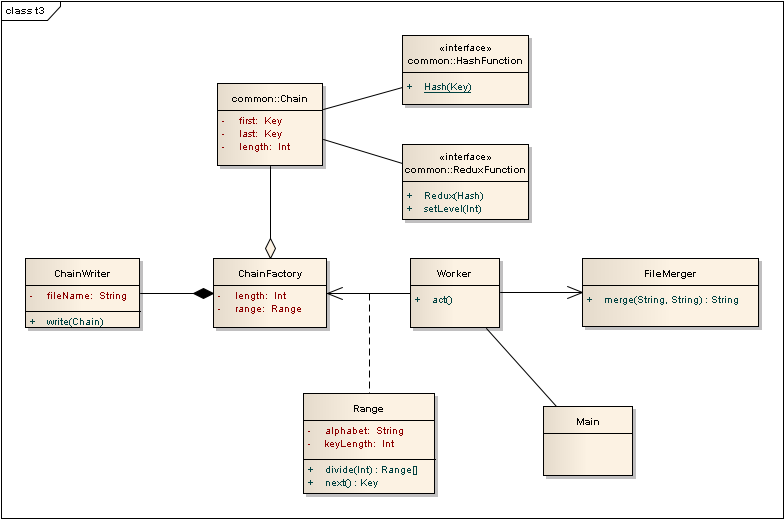 class t3
«interface»
common::HashFunction
+ Hash(Key)
common::Chain
- first: Key
- last: Key
- length: Int
«interface»
common::ReduxFunction
+ Redux(Hash)
+ setLevel(Int)
ChainWriter
- fileName: String
+ write(Chain)
ChainFactory
- length: Int
- range: Range
Worker
+ act()
FileMerger
+ merge(String, String) : String
Range
- alphabet: String
- keyLength: Int
+ divide(Int) : Range[]
+ next() : Key
Main